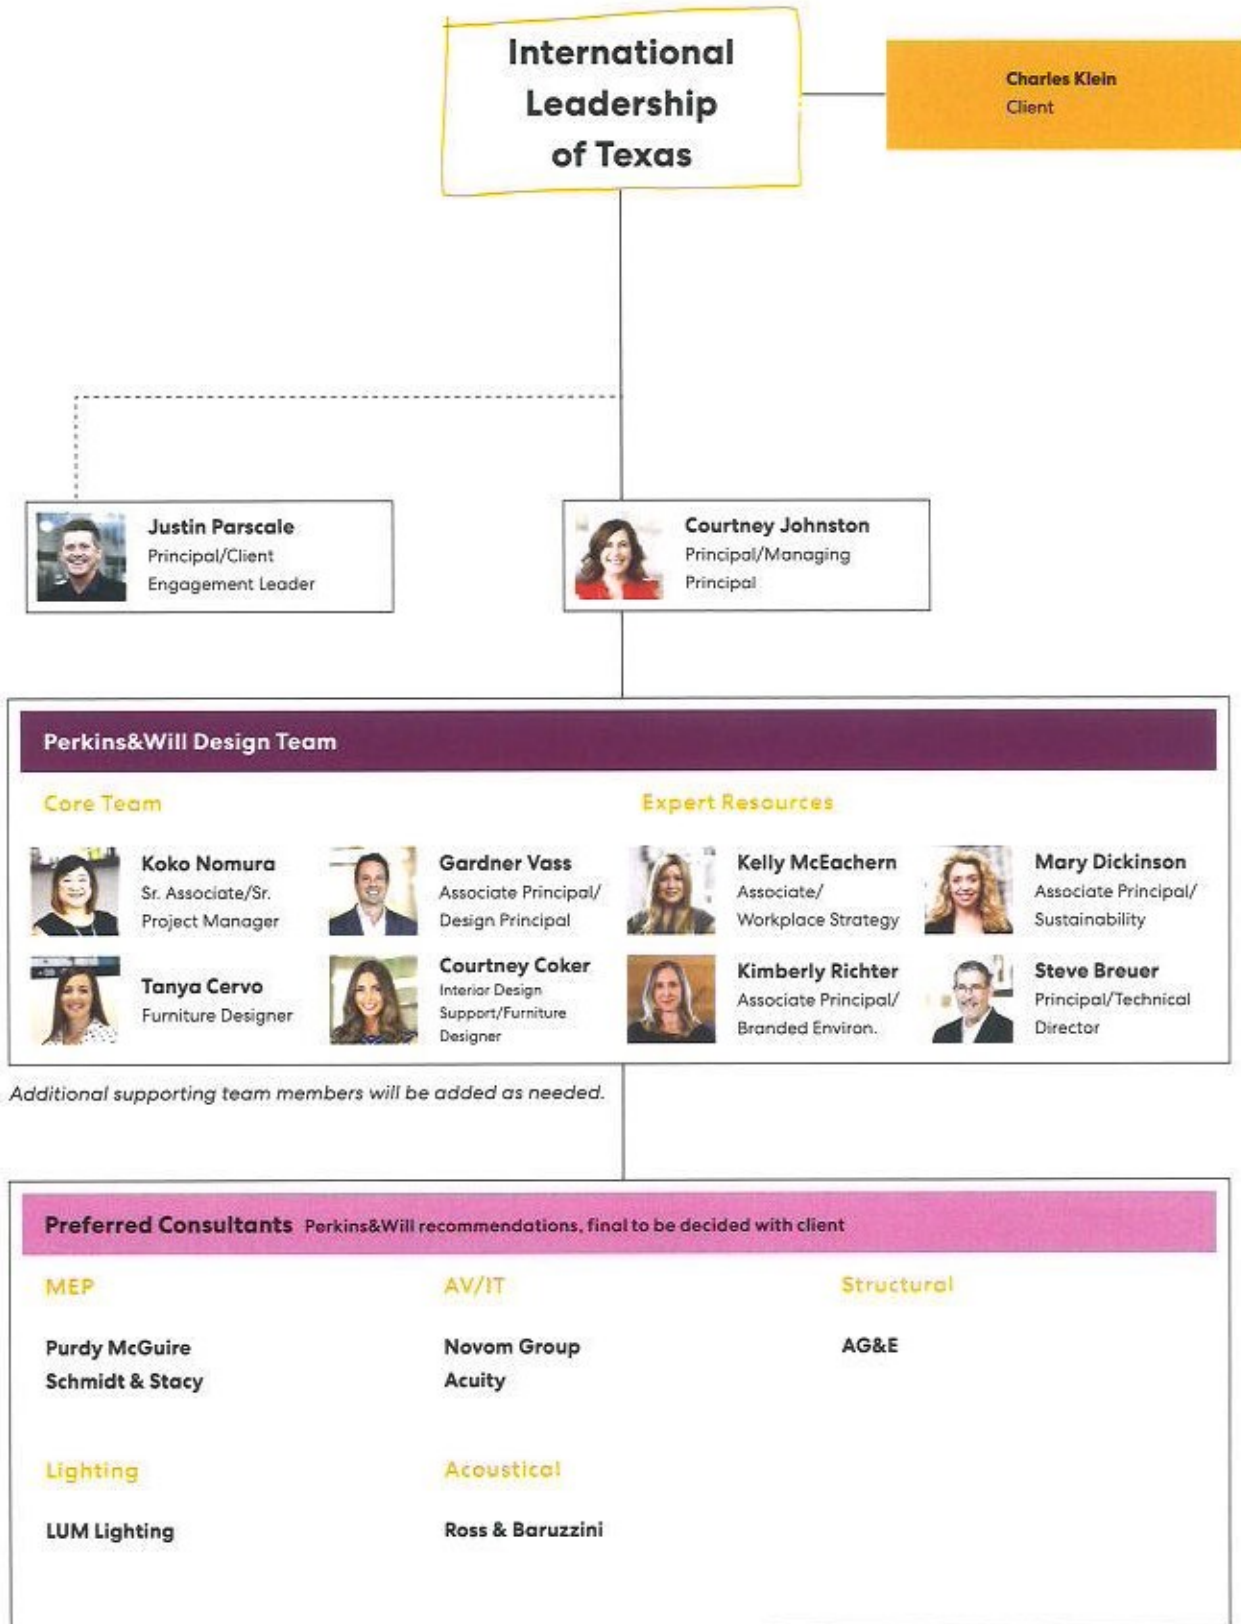 International
Leadership
of Texas
Charles Klein
Client
Justin Parscale
Principal/Client
Engagement Leader
Courtney Johnston
Principal/Managing
Principal
Perkins&Will Design Team
Core Team
Koko Nomura
Sr. Associate/Sr.
Project Manager
Gardner Vass
Associate Principal/
Design Principal
Tanya Cervo
Furniture Designer
Courtney Coker
Interior Design
Support/Furniture
Designer
Expert Resources
Kelly McEachern
Associate/
Workplace Strategy
Mary Dickinson
Associate Principal/
Sustainability
Kimberly Richter
Associate Principal/
Branded Environ.
Steve Breuer
Principal/Technical
Director
Additional supporting team members will be added as needed.
Preferred Consultants Perkins&Will recommendations, final to be decided with client
MEP
Purdy McGuire
Schmidt & Stacy
AV/IT
Novom Group
Acuity
Structural
AG&E
Lighting
LUM Lighting
Acoustical
Ross & Baruzzini